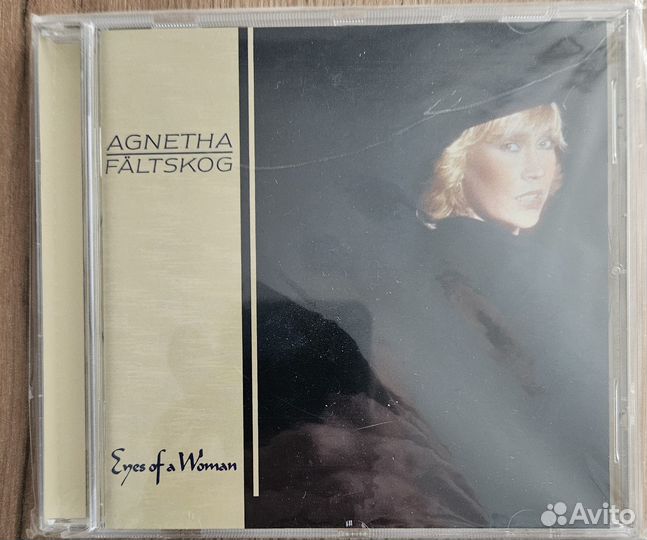 AGNETHA
FÄLTSKOG
Eyes of a Woman
Avito